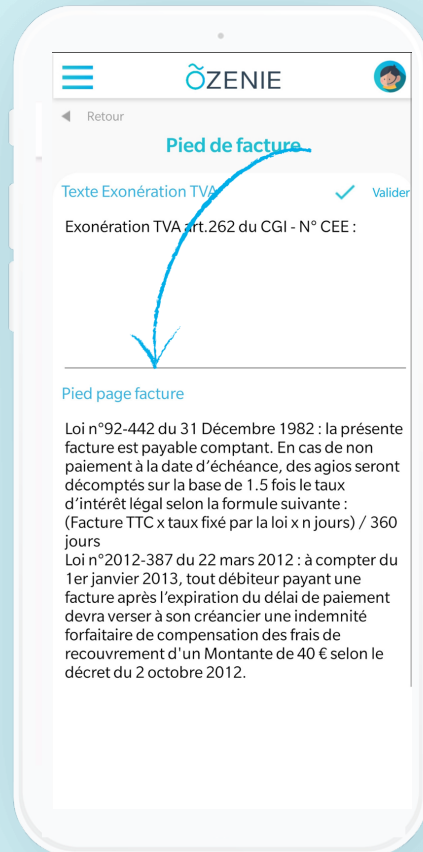 ÕZENIE
Retour
Pied de facture
Texte Exonération TVA
Valider
Exonération TVA art.262 du CGI - N° CEE :
Pied page facture
Loi n°92-442 du 31 Décembre 1982 : la présente
facture est payable comptant. En cas de non
paiement à la date d'échéance, des agios seront
décomptés sur la base de 1.5 fois le taux
d'intérêt légal selon la formule suivante :
(Facture TTC x taux fixé par la loi x n jours) / 360
jours
Loi n°2012-387 du 22 mars 2012 : à compter du
1er janvier 2013, tout débiteur payant une
facture après l'expiration du délai de paiement
devra verser à son créancier une indemnité
forfaitaire de compensation des frais de
recouvrement d'un Montante de 40 € selon le
décret du 2 octobre 2012.